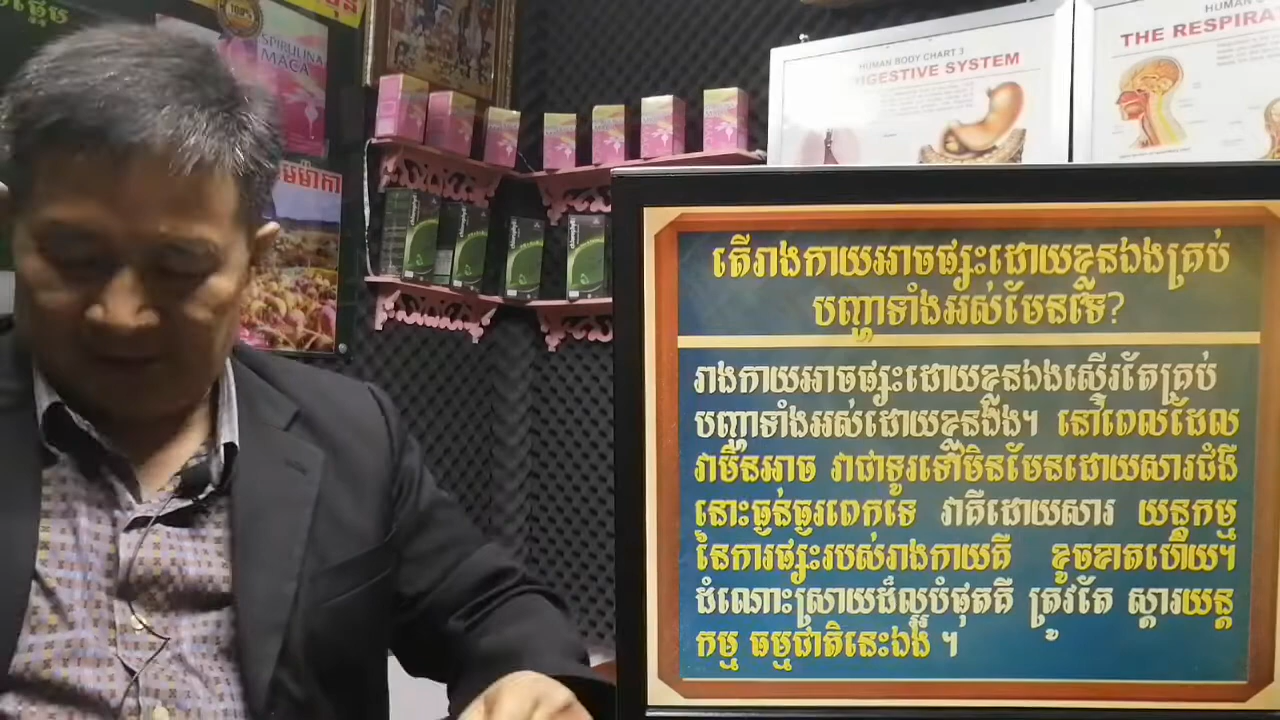 100%
SPIRULINA
MACA
HUMAN BODY CHART 3
DIGESTIVE SYSTEM
HUMAN
THE RESPIRA
តើរាងកាយអាចផ្សះដោយខ្លួនឯងគ្រប់
បញ្ហាទាំងអស់មែនទេ?
រាងកាយអាចផ្សះដោយខ្លួនឯងស្ទើរតែគ្រប់
បញ្ហាទាំងអស់ដោយខ្លួនឯង។ នៅពេលដែល
វាមិនអាច វាជាទូរទៅមិនមែនដោយសារជំងឺ
នោះធ្ងន់ធ្ងរពេកទេ វាគឺដោយសារ យន្តកម្ម
នៃការផ្សះរបស់រាងកាយគឺ ខូចខាតហើយ។
ដំណោះស្រាយដ៏ល្អបំផុតគឺ ត្រូវតែ ស្តារយន្ត
កម្ម ធម្មជាតិនេះឯង ។